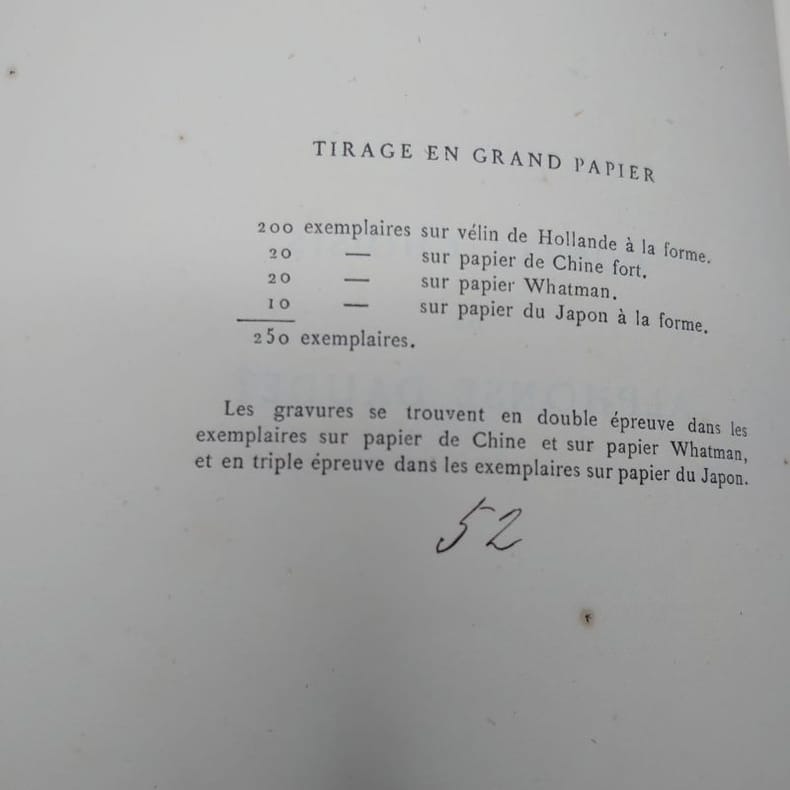 TIRAGE EN GRAND PAPIER
200 exemplaires sur vélin de Hollande à la forme.
20 — sur papier de Chine fort.
20 — sur papier Whatman.
10 — sur papier du Japon à la forme.
250 exemplaires.
Les gravures se trouvent en double épreuve dans les
exemplaires sur papier de Chine et sur papier Whatman,
et en triple épreuve dans les exemplaires sur papier du Japon.
52